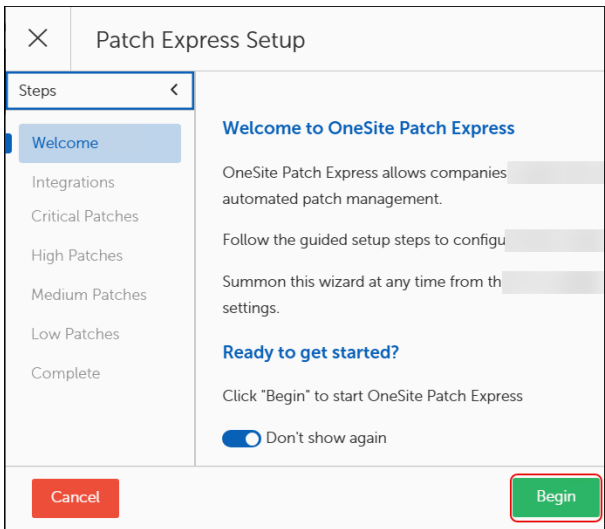 Patch Express Setup
Steps
Welcome
Integrations
Critical Patches
High Patches
Medium Patches
Low Patches
Complete
Welcome to OneSite Patch Express
OneSite Patch Express allows companies
automated patch management.
Follow the guided setup steps to configu
Summon this wizard at any time from th
settings.
Ready to get started?
Click "Begin" to start OneSite Patch Express
Don't show again
Cancel
Begin